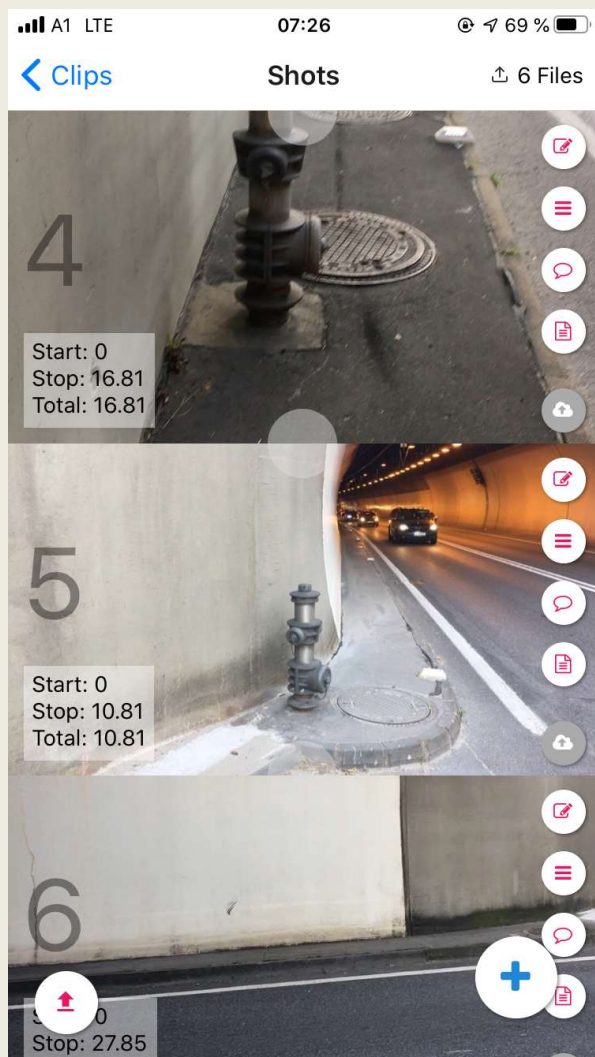 A1 LTE 07:26 69 %
Clips Shots 6 Files
4
Start: 0
Stop: 16.81
Total: 16.81
5
Start: 0
Stop: 10.81
Total: 10.81
6
0
Stop: 27.85